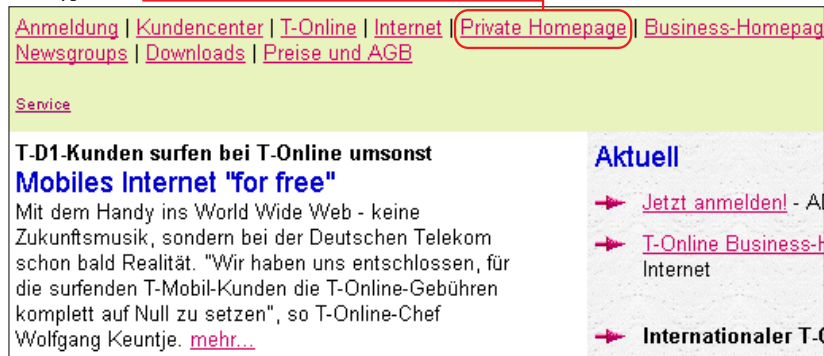 Anmeldung | Kundencenter | T-Online | Internet | Private Homepage | Business-Homepag
Newsgroups | Downloads | Preise und AGB
Service
T-D1-Kunden surfen bei T-Online umsonst
Mobiles Internet "for free"
Mit dem Handy ins World Wide Web - keine
Zukunftsmusik, sondern bei der Deutschen Telekom
schon bald Realität. "Wir haben uns entschlossen, für
die surfenden T-Mobil-Kunden die T-Online-Gebühren
komplett auf Null zu setzen", so T-Online-Chef
Wolfgang Keuntje. mehr...
Aktuell
Jetzt anmelden! -
T-Online Business-
Internet
Internationaler